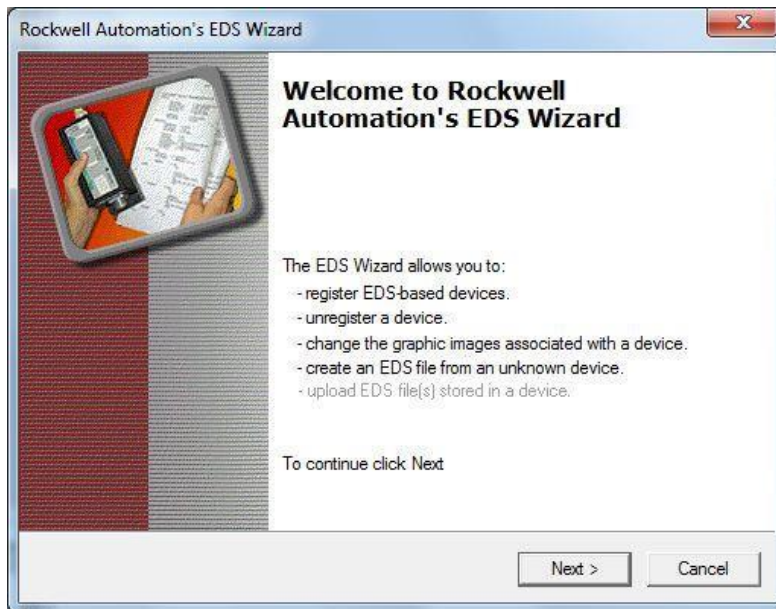 Rockwell Automation's EDS Wizard
Welcome to Rockwell
Automation's EDS Wizard
The EDS Wizard allows you to:
- register EDS-based devices.
- unregister a device.
- change the graphic images associated with a device.
- create an EDS file from an unknown device.
- upload EDS file(s) stored in a device.
To continue click Next
Next >
Cancel